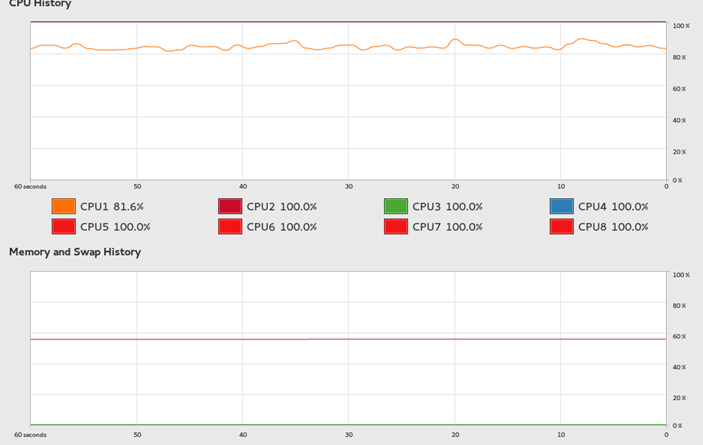 CPU History
100 %
80 %
60 %
40 %
20 %
0 %
60 seconds 50 40 30 20 10 0
CPU1 81.6% CPU2 100.0% CPU3 100.0% CPU4 100.0%
CPU5 100.0% CPU6 100.0% CPU7 100.0% CPU8 100.0%
Memory and Swap History
100 %
80 %
60 %
40 %
20 %
0 %
60 seconds 50 40 30 20 10 0